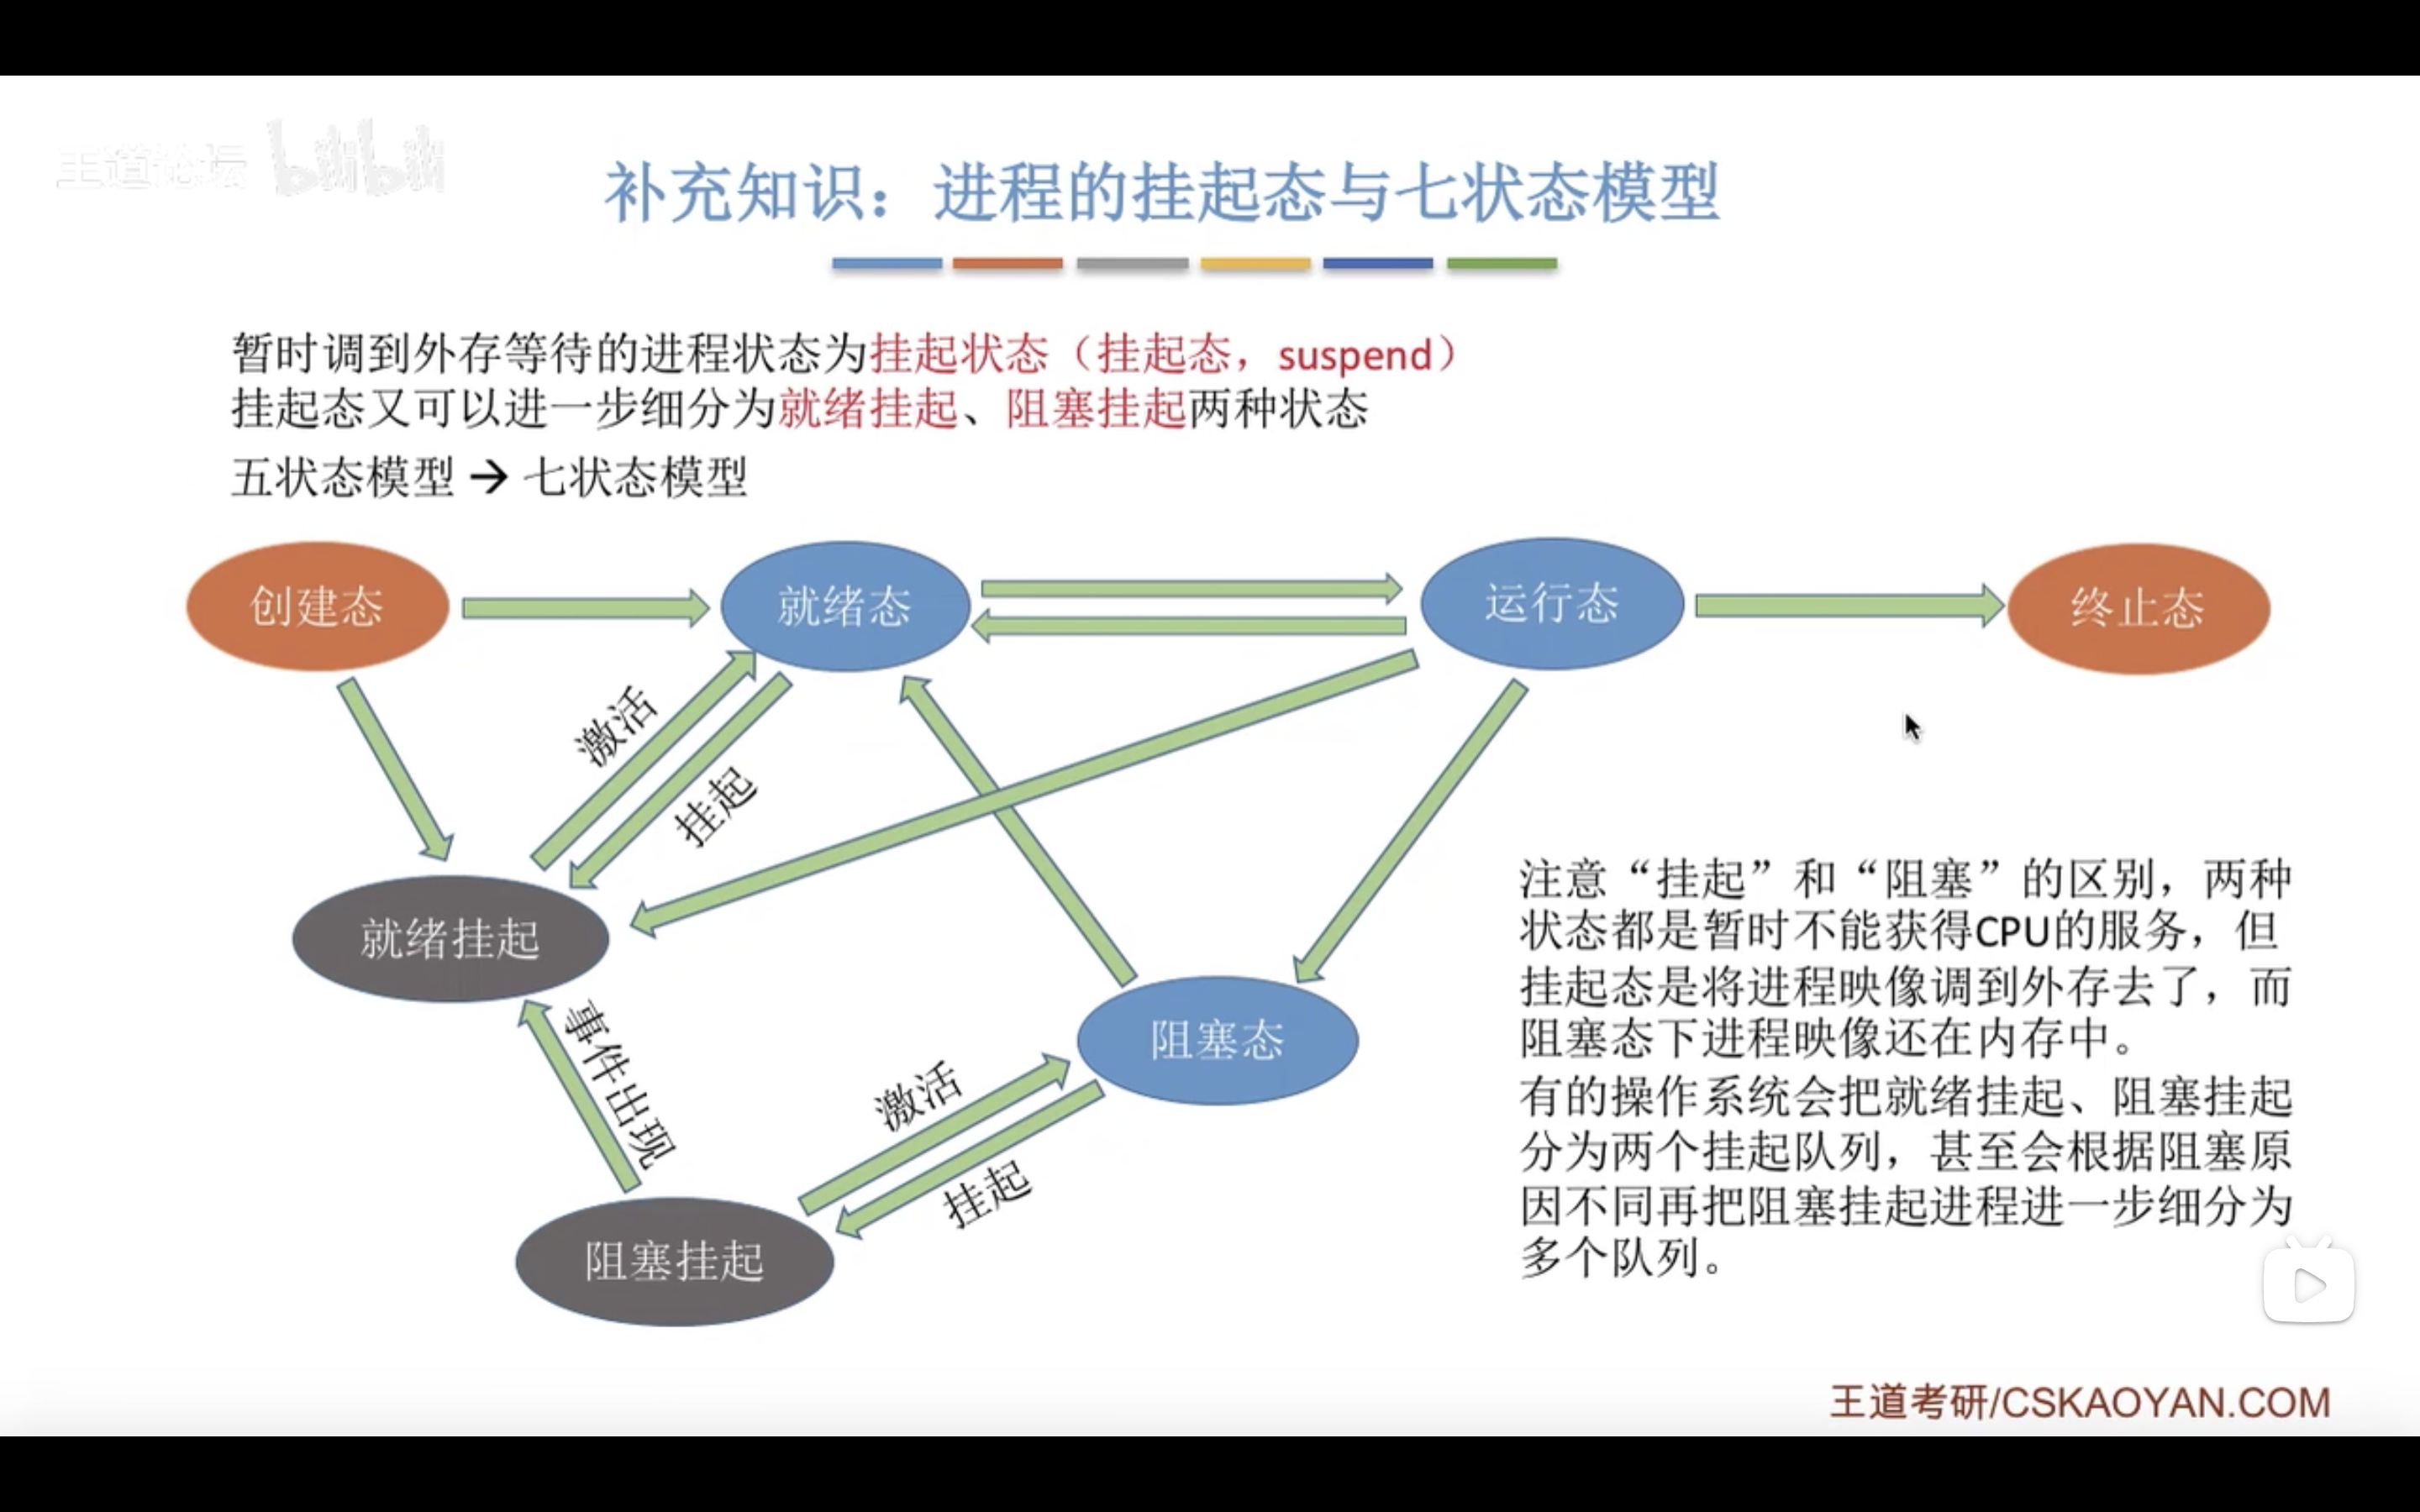 王道论坛 bilibili
补充知识：进程的挂起态与七状态模型
暂时调到外存等待的进程状态为挂起状态（挂起态，suspend）
挂起态又可以进一步细分为就绪挂起、阻塞挂起两种状态
五状态模型 → 七状态模型
创建态
就绪态
运行态
终止态
激活
挂起
就绪挂起
事件出现
阻塞态
激活
挂起
阻塞挂起
注意“挂起”和“阻塞”的区别，两种
状态都是暂时不能获得CPU的服务，但
挂起态是将进程映像调到外存去了，而
阻塞态下进程映像还在内存中。
有的操作系统会把就绪挂起、阻塞挂起
分为两个挂起队列，甚至会根据阻塞原
因不同再把阻塞挂起进程进一步细分为
多个队列。
王道考研/CSKAOYAN.COM